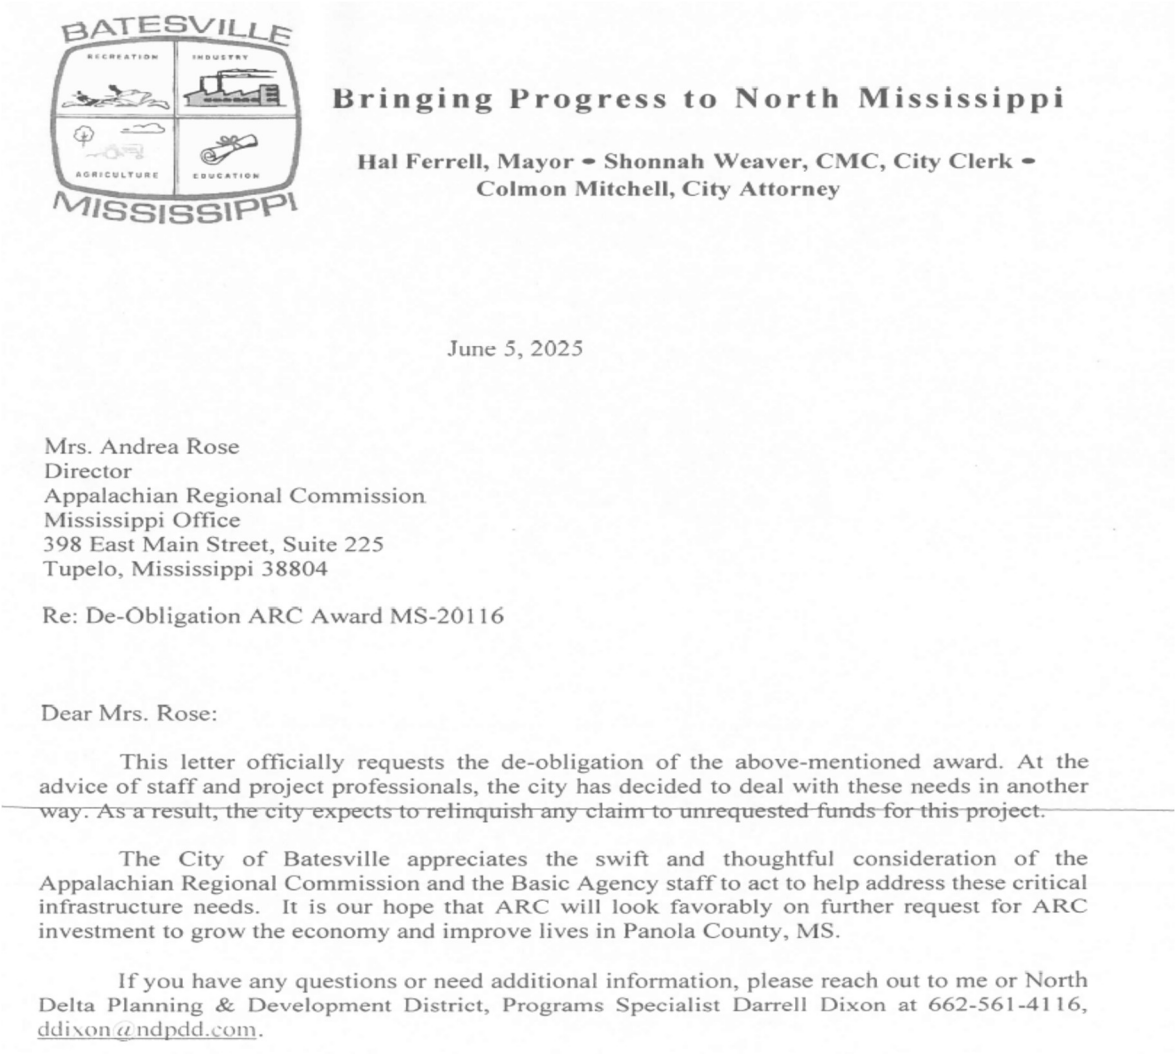 BATESVILLE
RECREATION
INDUSTRY
AGRICULTURE
EDUCATION
MISSISSIPPI
Bringing Progress to North Mississippi
Hal Ferrell, Mayor • Shonnah Weaver, CMC, City Clerk •
Colmon Mitchell, City Attorney
June 5, 2025
Mrs. Andrea Rose
Director
Appalachian Regional Commission
Mississippi Office
398 East Main Street, Suite 225
Tupelo, Mississippi 38804
Re: De-Obligation ARC Award MS-20116
Dear Mrs. Rose:
This letter officially requests the de-obligation of the above-mentioned award. At the
advice of staff and project professionals, the city has decided to deal with these needs in another
way. As a result, the city expects to relinquish any claim to unrequested funds for this project.
The City of Batesville appreciates the swift and thoughtful consideration of the
Appalachian Regional Commission and the Basic Agency staff to act to help address these critical
infrastructure needs. It is our hope that ARC will look favorably on further request for ARC
investment to grow the economy and improve lives in Panola County, MS.
If you have any questions or need additional information, please reach out to me or North
Delta Planning & Development District, Programs Specialist Darrell Dixon at 662-561-4116,
ddixon@ndpdd.com.